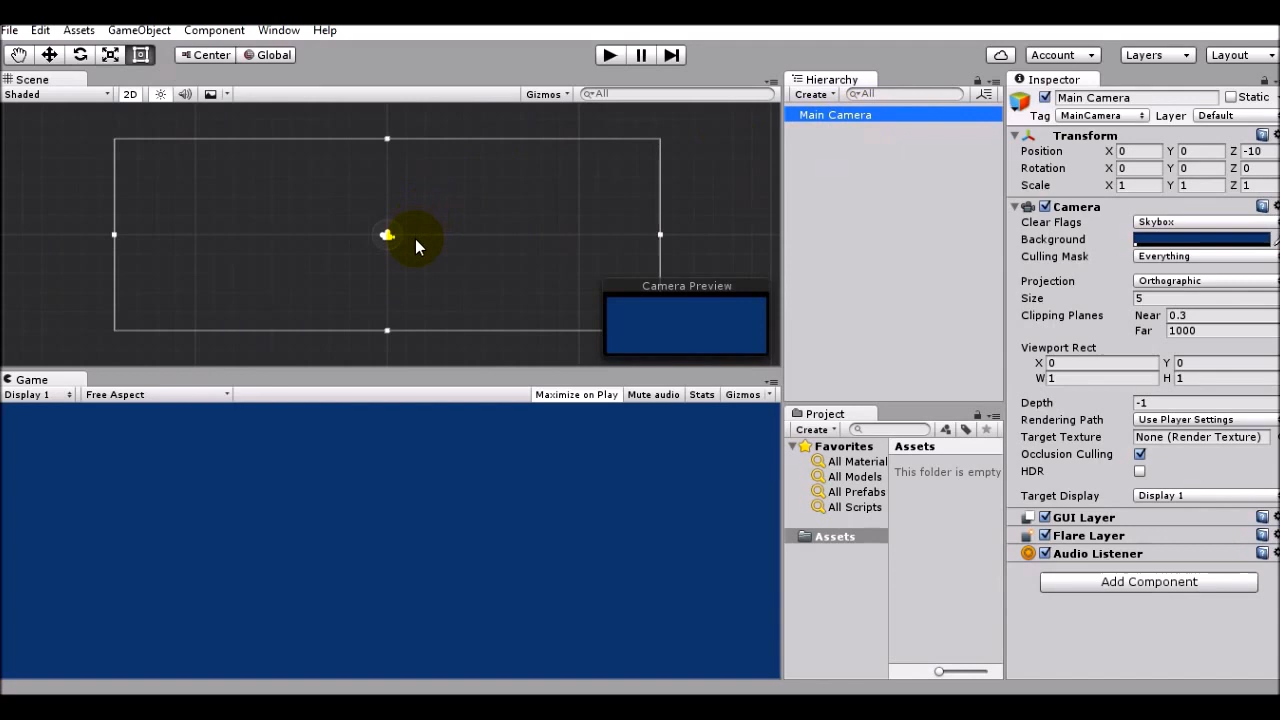 File Edit Assets GameObject Component Window Help
Center Global Account Layers Layout
Scene
Shaded 2D Gizmos All
Game
Display 1 Free Aspect Maximize on Play Mute audio Stats Gizmos
Camera Preview
Hierarchy
Create All
Main Camera
Project
Create
Favorites
All Material
All Models
All Prefabs
All Scripts
Assets
Assets
This folder is empty
Inspector
Main Camera Static
Tag MainCamera Layer Default
Transform
Position X 0 Y 0 Z -10
Rotation X 0 Y 0 Z 0
Scale X 1 Y 1 Z 1
Camera
Clear Flags Skybox
Background
Culling Mask Everything
Projection Orthographic
Size 5
Clipping Planes Near 0.3
Far 1000
Viewport Rect
X 0 Y 0
W 1 H 1
Depth -1
Rendering Path Use Player Settings
Target Texture None (Render Texture)
Occlusion Culling
HDR
Target Display Display 1
GUI Layer
Flare Layer
Audio Listener
Add Component